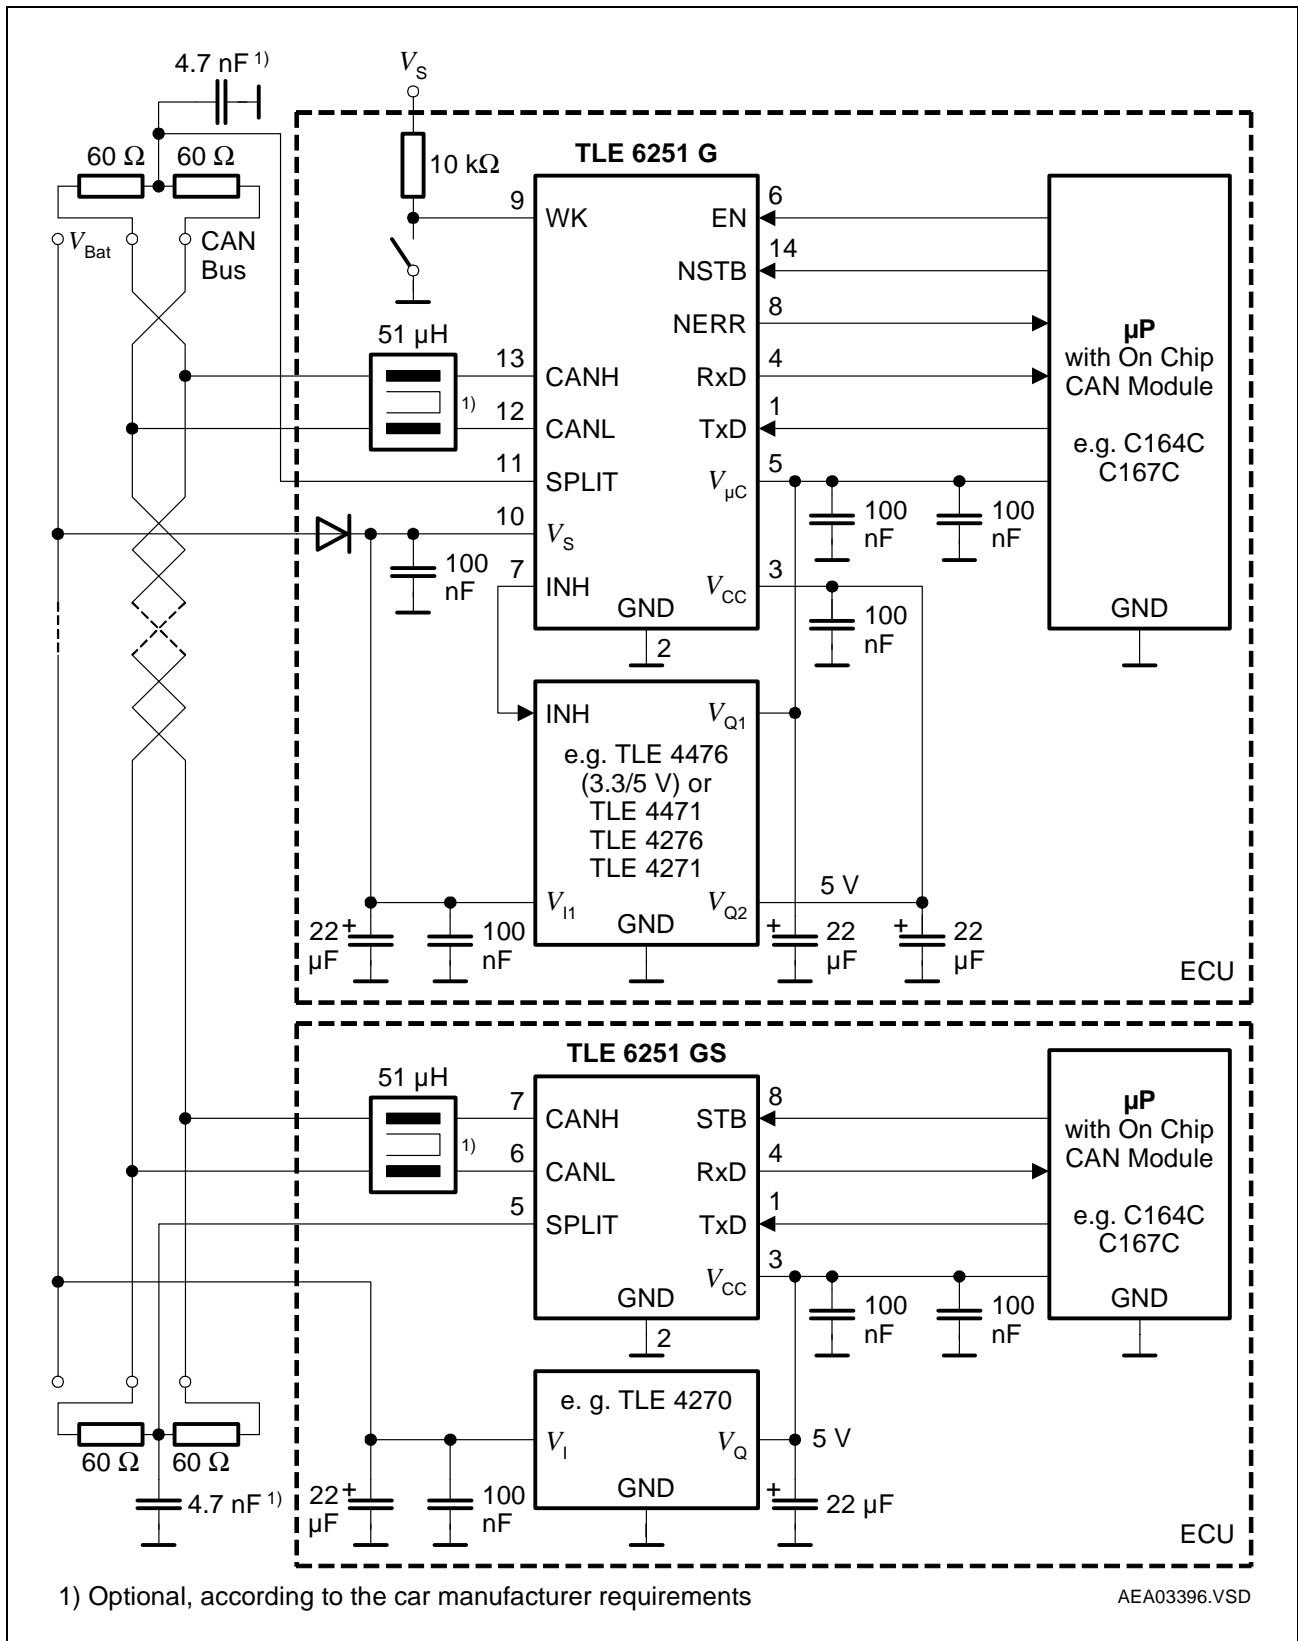 4.7 nF 1)
V_S
60 Ω 60 Ω
10 kΩ
TLE 6251 G
V_Bat
CAN
Bus
9 WK
EN 6
NSTB 14
NERR 8
51 µH
1)
13 CANH
RxD 4
12 CANL
TxD 1
11 SPLIT
V_µC 5
10 V_S
7 INH
V_CC 3
GND
2
100
nF
100
nF
100
nF
100
nF
µP
with On Chip
CAN Module
e.g. C164C
C167C
GND
INH
V_Q1
e.g. TLE 4476
(3.3/5 V) or
TLE 4471
TLE 4276
TLE 4271
V_I1
V_Q2
5 V
GND
22
µF
+
100
nF
+
22
µF
+
22
µF
ECU
TLE 6251 GS
51 µH
1)
7 CANH
STB 8
6 CANL
RxD 4
5 SPLIT
TxD 1
V_CC 3
GND
2
100
nF
100
nF
µP
with On Chip
CAN Module
e.g. C164C
C167C
GND
e. g. TLE 4270
V_I
V_Q
5 V
GND
60 Ω 60 Ω
4.7 nF 1)
22
µF
+
100
nF
+
22 µF
ECU
1) Optional, according to the car manufacturer requirements
AEA03396.VSD